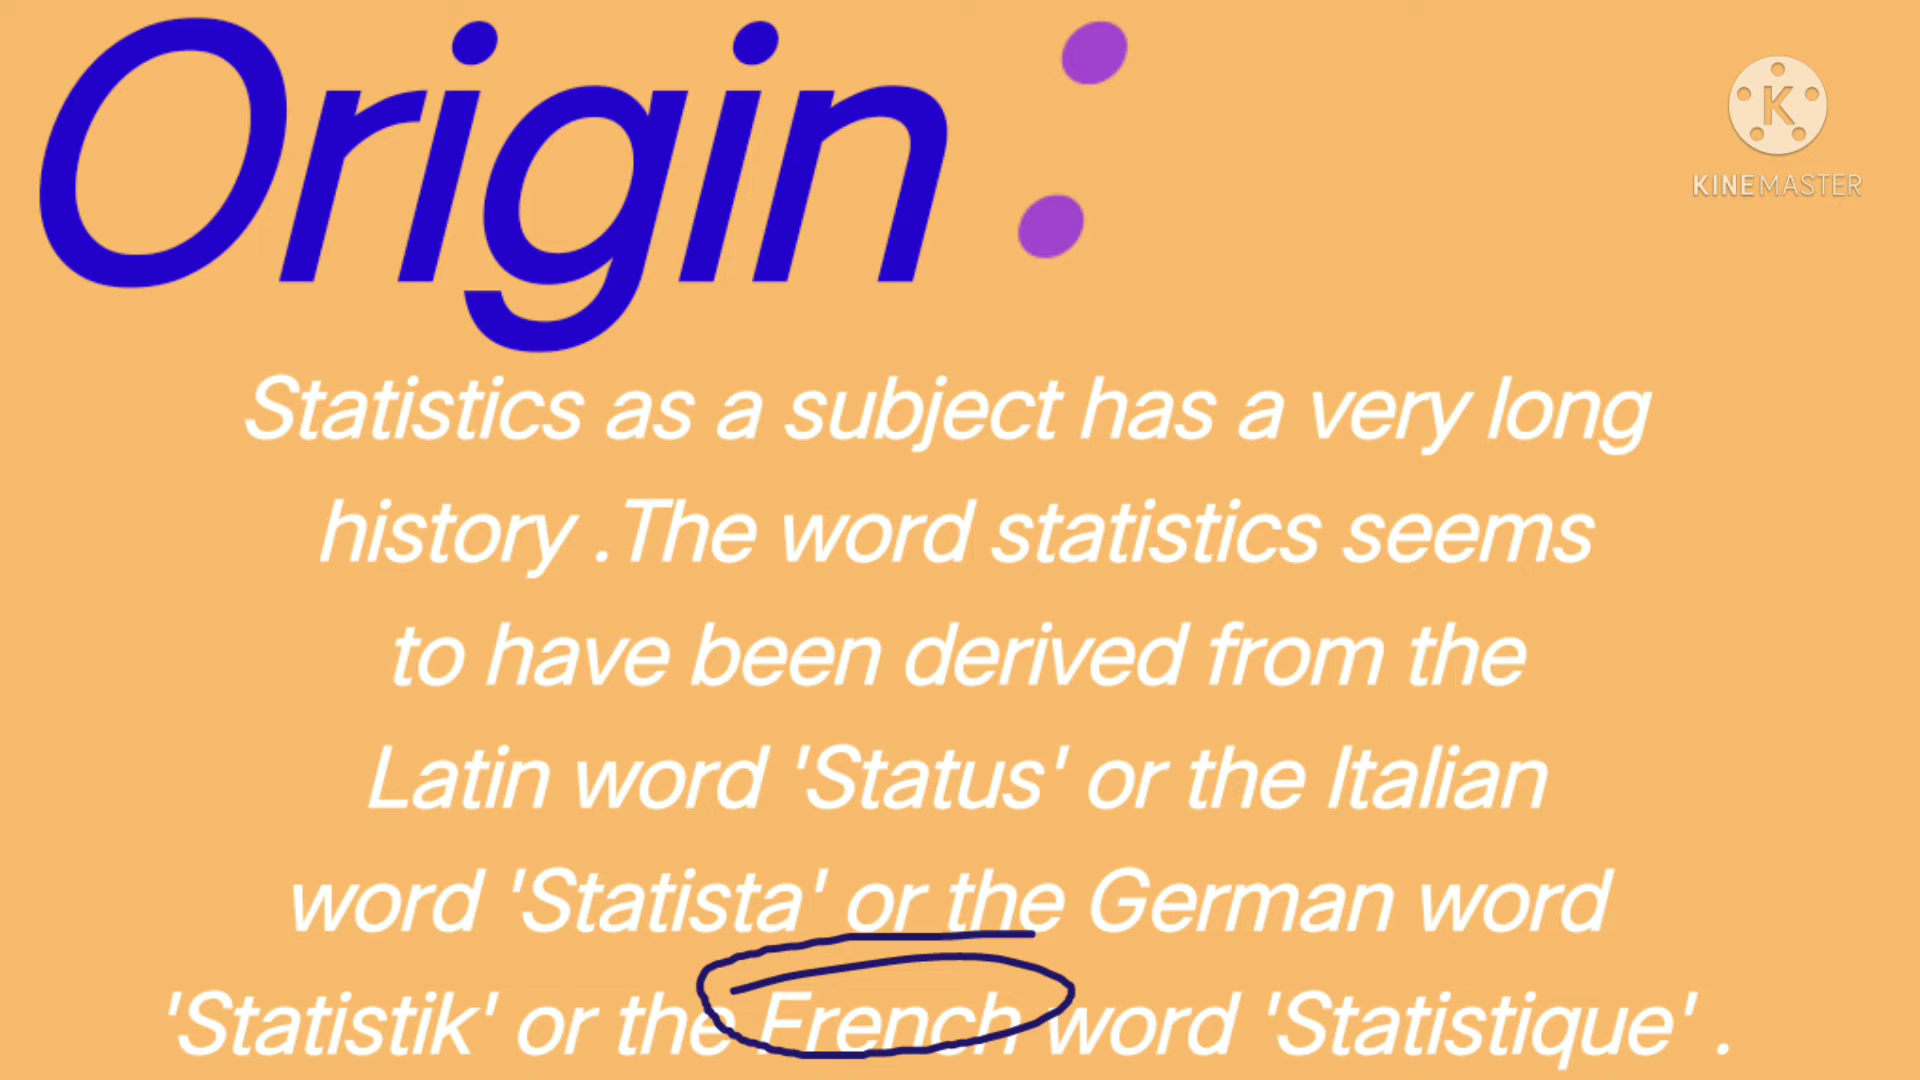 Origin :
K
KINEMASTER
Statistics as a subject has a very long
history .The word statistics seems
to have been derived from the
Latin word 'Status' or the Italian
word 'Statista' or the German word
'Statistik' or the French word 'Statistique' .